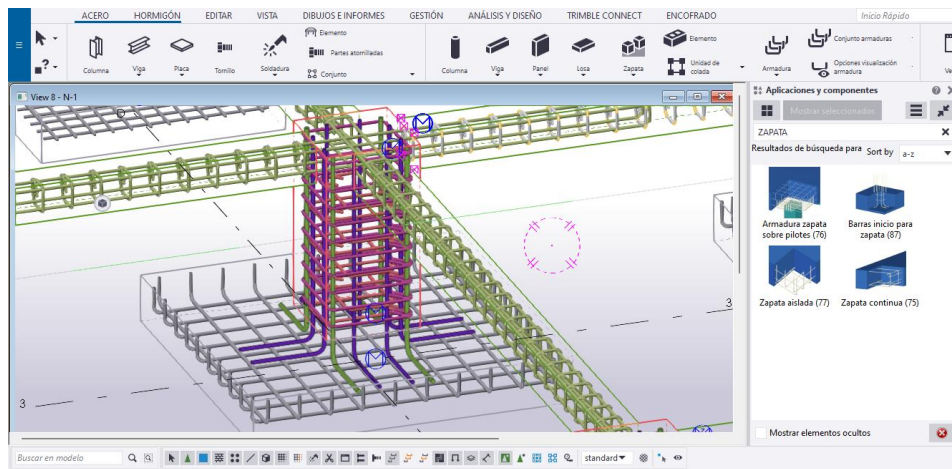 ACERO HORMIGÓN EDITAR VISTA DIBUJOS E INFORMES GESTIÓN ANÁLISIS Y DISEÑO TRIMBLE CONNECT ENCOFRADO Inicio Rápido
Columna Viga Placa Tornillo Soldadura
Elemento
Partes atornilladas
Conjunto
Columna Viga Panel Losa Zapata
Elemento
Unidad de colada
Armadura
Conjunto armaduras
Opciones visualización armadura
View 8 - N-1
D
3
3
Aplicaciones y componentes
Mostrar seleccionados
ZAPATA
Resultados de búsqueda para Sort by a-z
Armadura zapata sobre pilotes (76)
Barras inicio para zapata (87)
Zapata aislada (77)
Zapata continua (75)
Mostrar elementos ocultos
Buscar en modelo standard